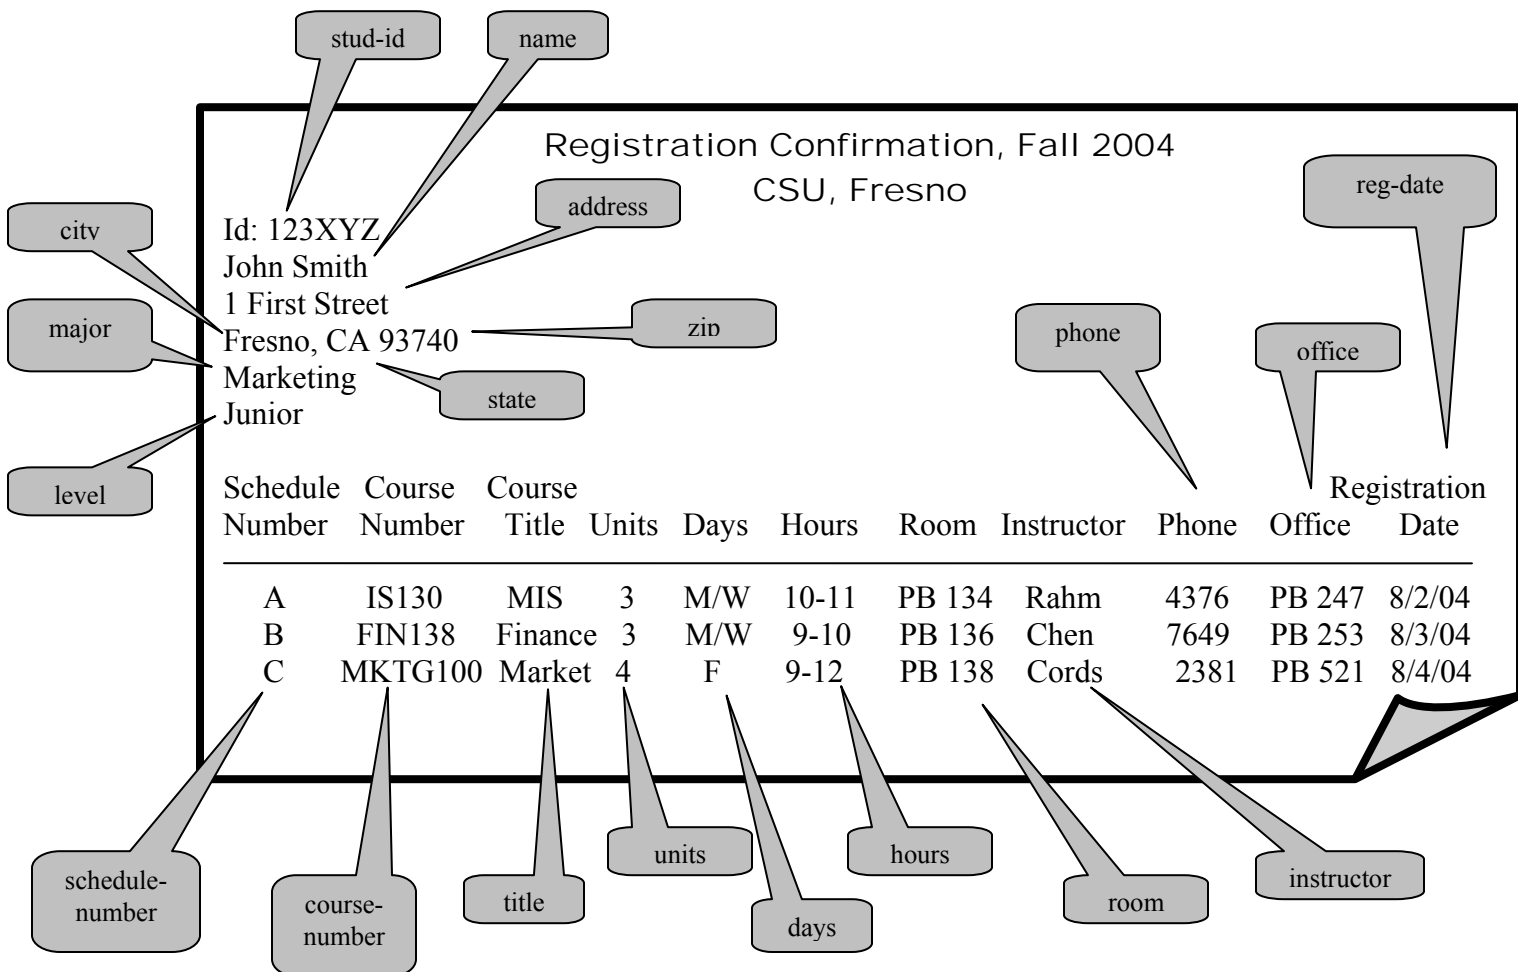 stud-id
name
Registration Confirmation, Fall 2004
CSU, Fresno
reg-date
address
city
Id: 123XYZ
John Smith
1 First Street
major
Fresno, CA 93740
zip
phone
office
Marketing
state
Junior
level
Schedule Course Course Registration
Number Number Title Units Days Hours Room Instructor Phone Office Date
A IS130 MIS 3 M/W 10-11 PB 134 Rahm 4376 PB 247 8/2/04
B FIN138 Finance 3 M/W 9-10 PB 136 Chen 7649 PB 253 8/3/04
C MKTG100 Market 4 F 9-12 PB 138 Cords 2381 PB 521 8/4/04
schedule-
number
course-
number
title
units
days
hours
room
instructor